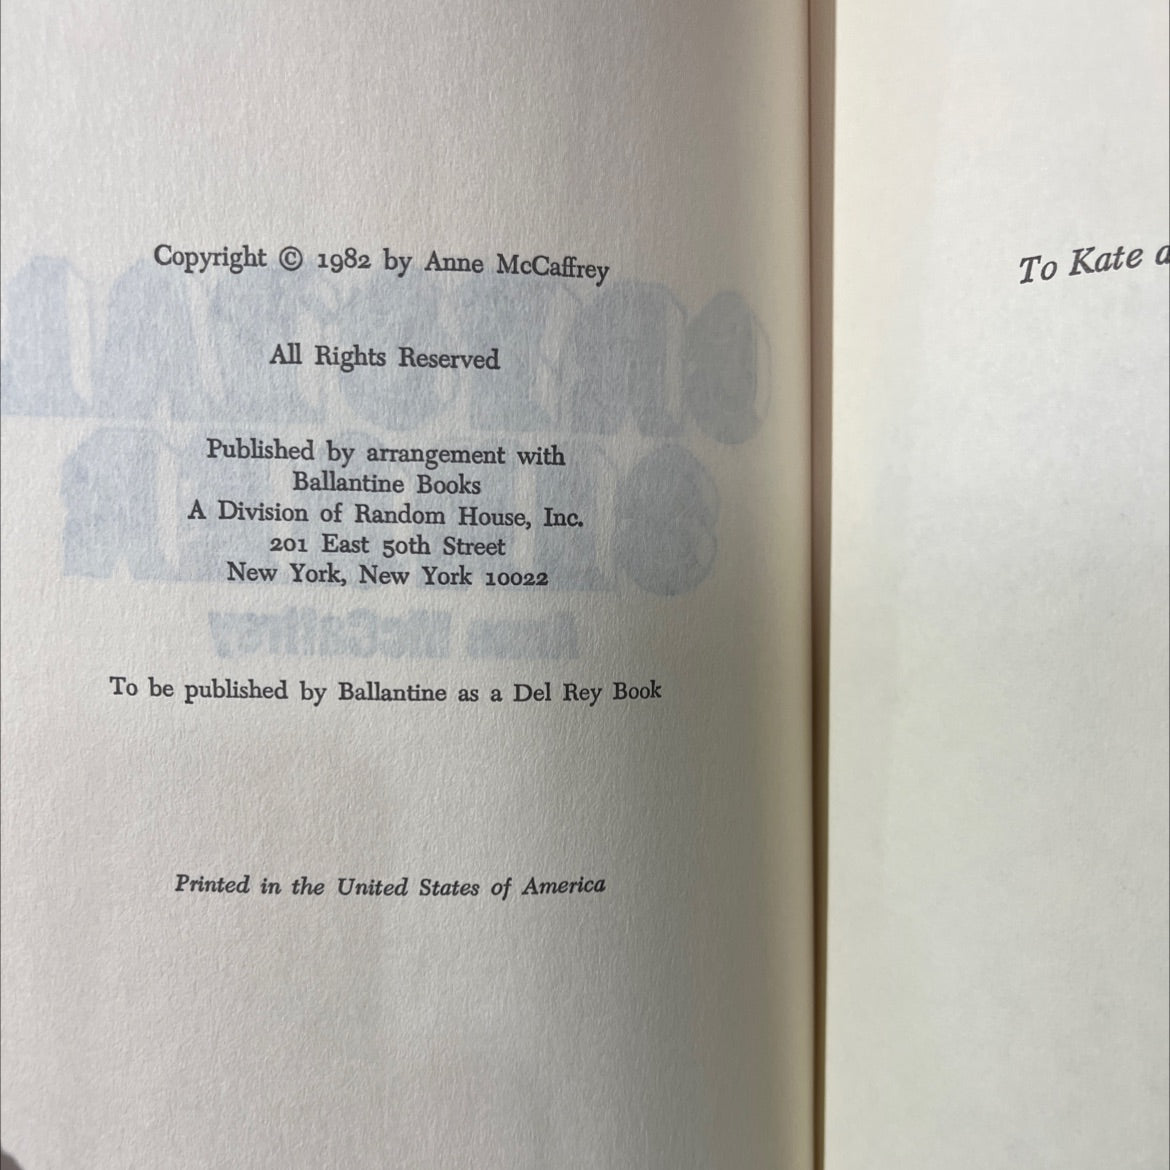 Copyright © 1982 by Anne McCaffrey
All Rights Reserved
Published by arrangement with
Ballantine Books
A Division of Random House, Inc.
201 East 50th Street
New York, New York 10022
Anne McCaffrey
To be published by Ballantine as a Del Rey Book
Printed in the United States of America
To Kate a